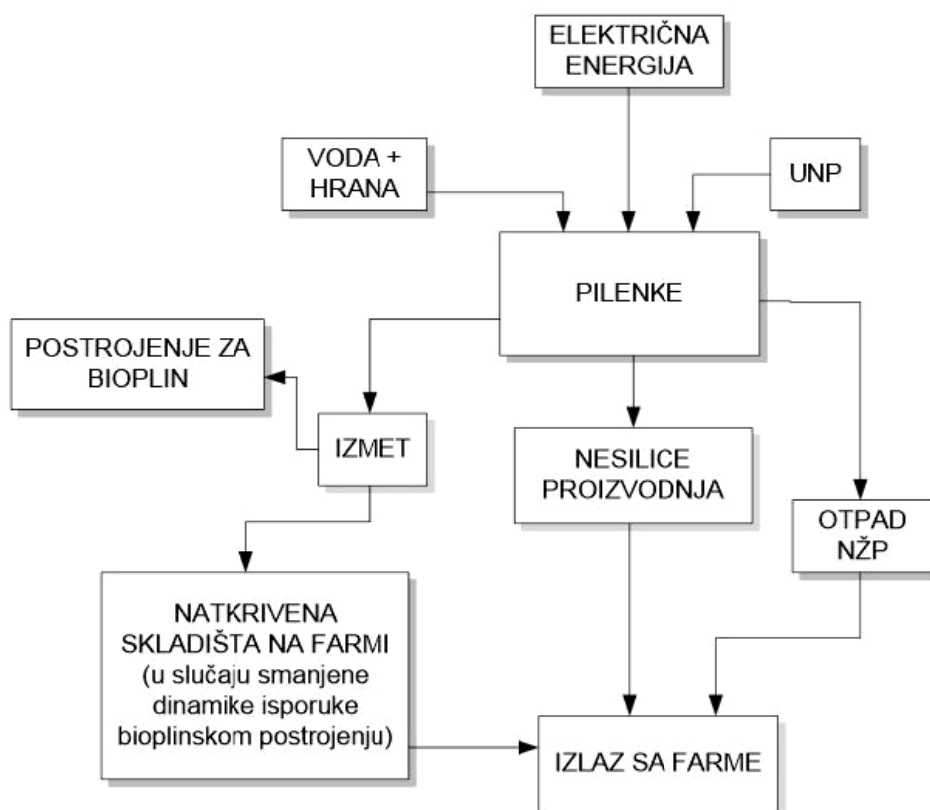 ELEKTRIČNA
ENERGIJA
VODA +
HRANA
UNP
PILENKE
POSTROJENJE ZA
BIOPLIN
IZMET
NESILICE
PROIZVODNJA
OTPAD
NŽP
NATKRIVENA
SKLADIŠTA NA FARMI
(u slučaju smanjene
dinamike isporuke
bioplinskom postrojenju)
IZLAZ SA FARME